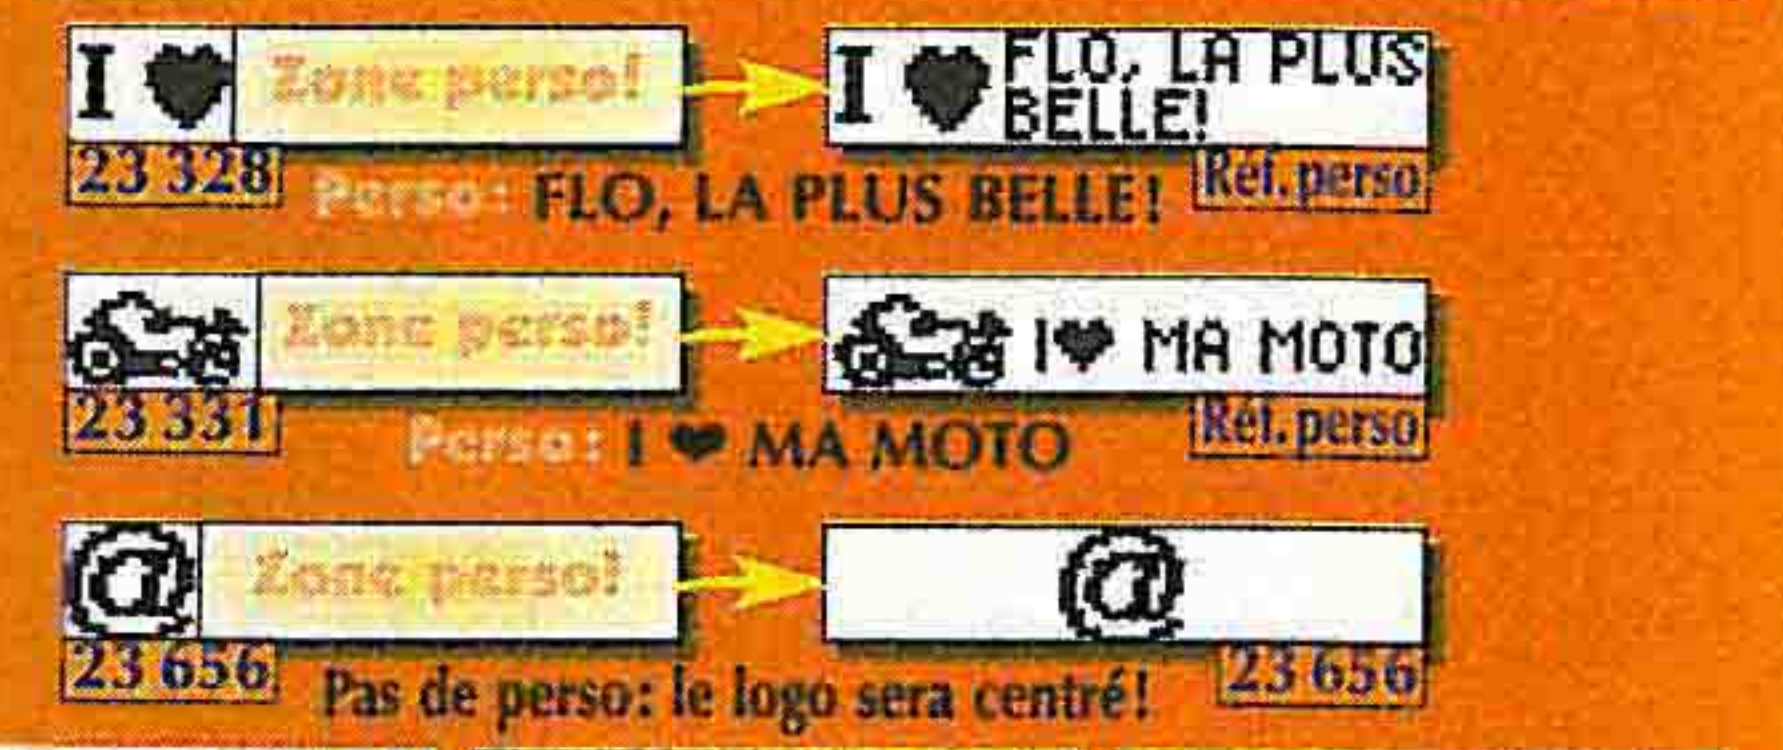 I ♥ Zone perso!
I ♥ FLO, LA PLUS
BELLE!
23 328
Perso: FLO, LA PLUS BELLE!
Réf. perso
Zone perso!
I♥ MA MOTO
23 331
Perso: I ♥ MA MOTO
Réf. perso
@ Zone perso!
@
23 656
Pas de perso: le logo sera centré!
23 656